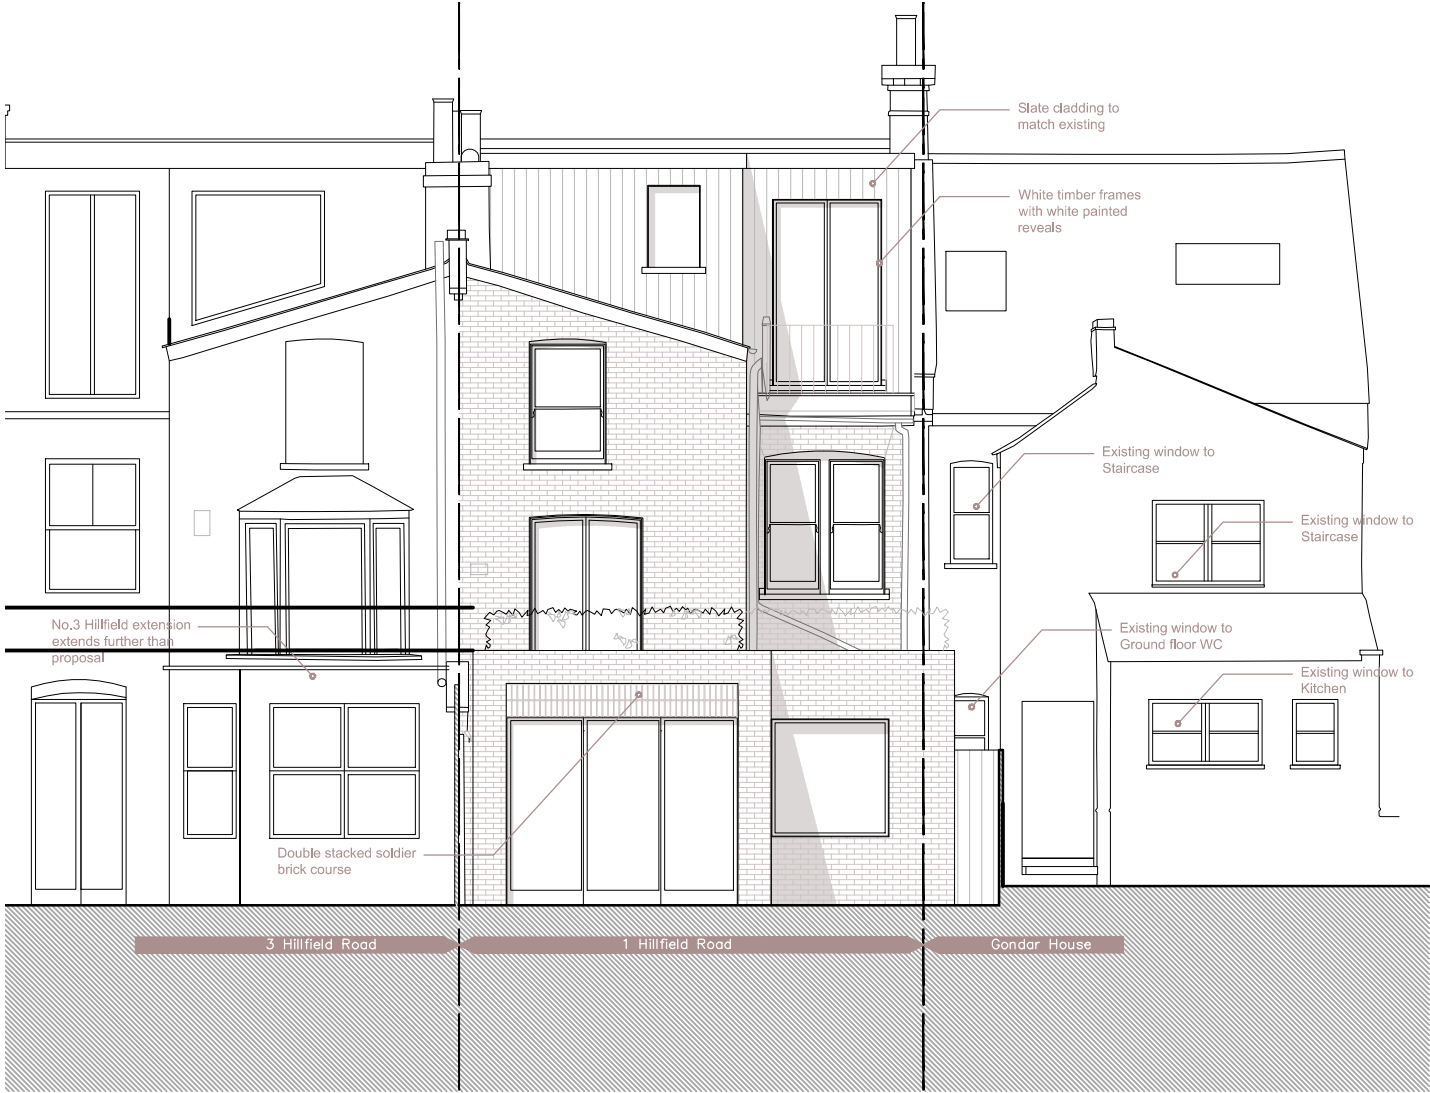 Slate cladding to
match existing
White timber frames
with white painted
reveals
Existing window to
Staircase
Existing window to
Staircase
No.3 Hillfield extension
extends further than
proposal
Existing window to
Ground floor WC
Existing window to
Kitchen
Double stacked soldier
brick course
3 Hillfield Road
1 Hillfield Road
Gondar House